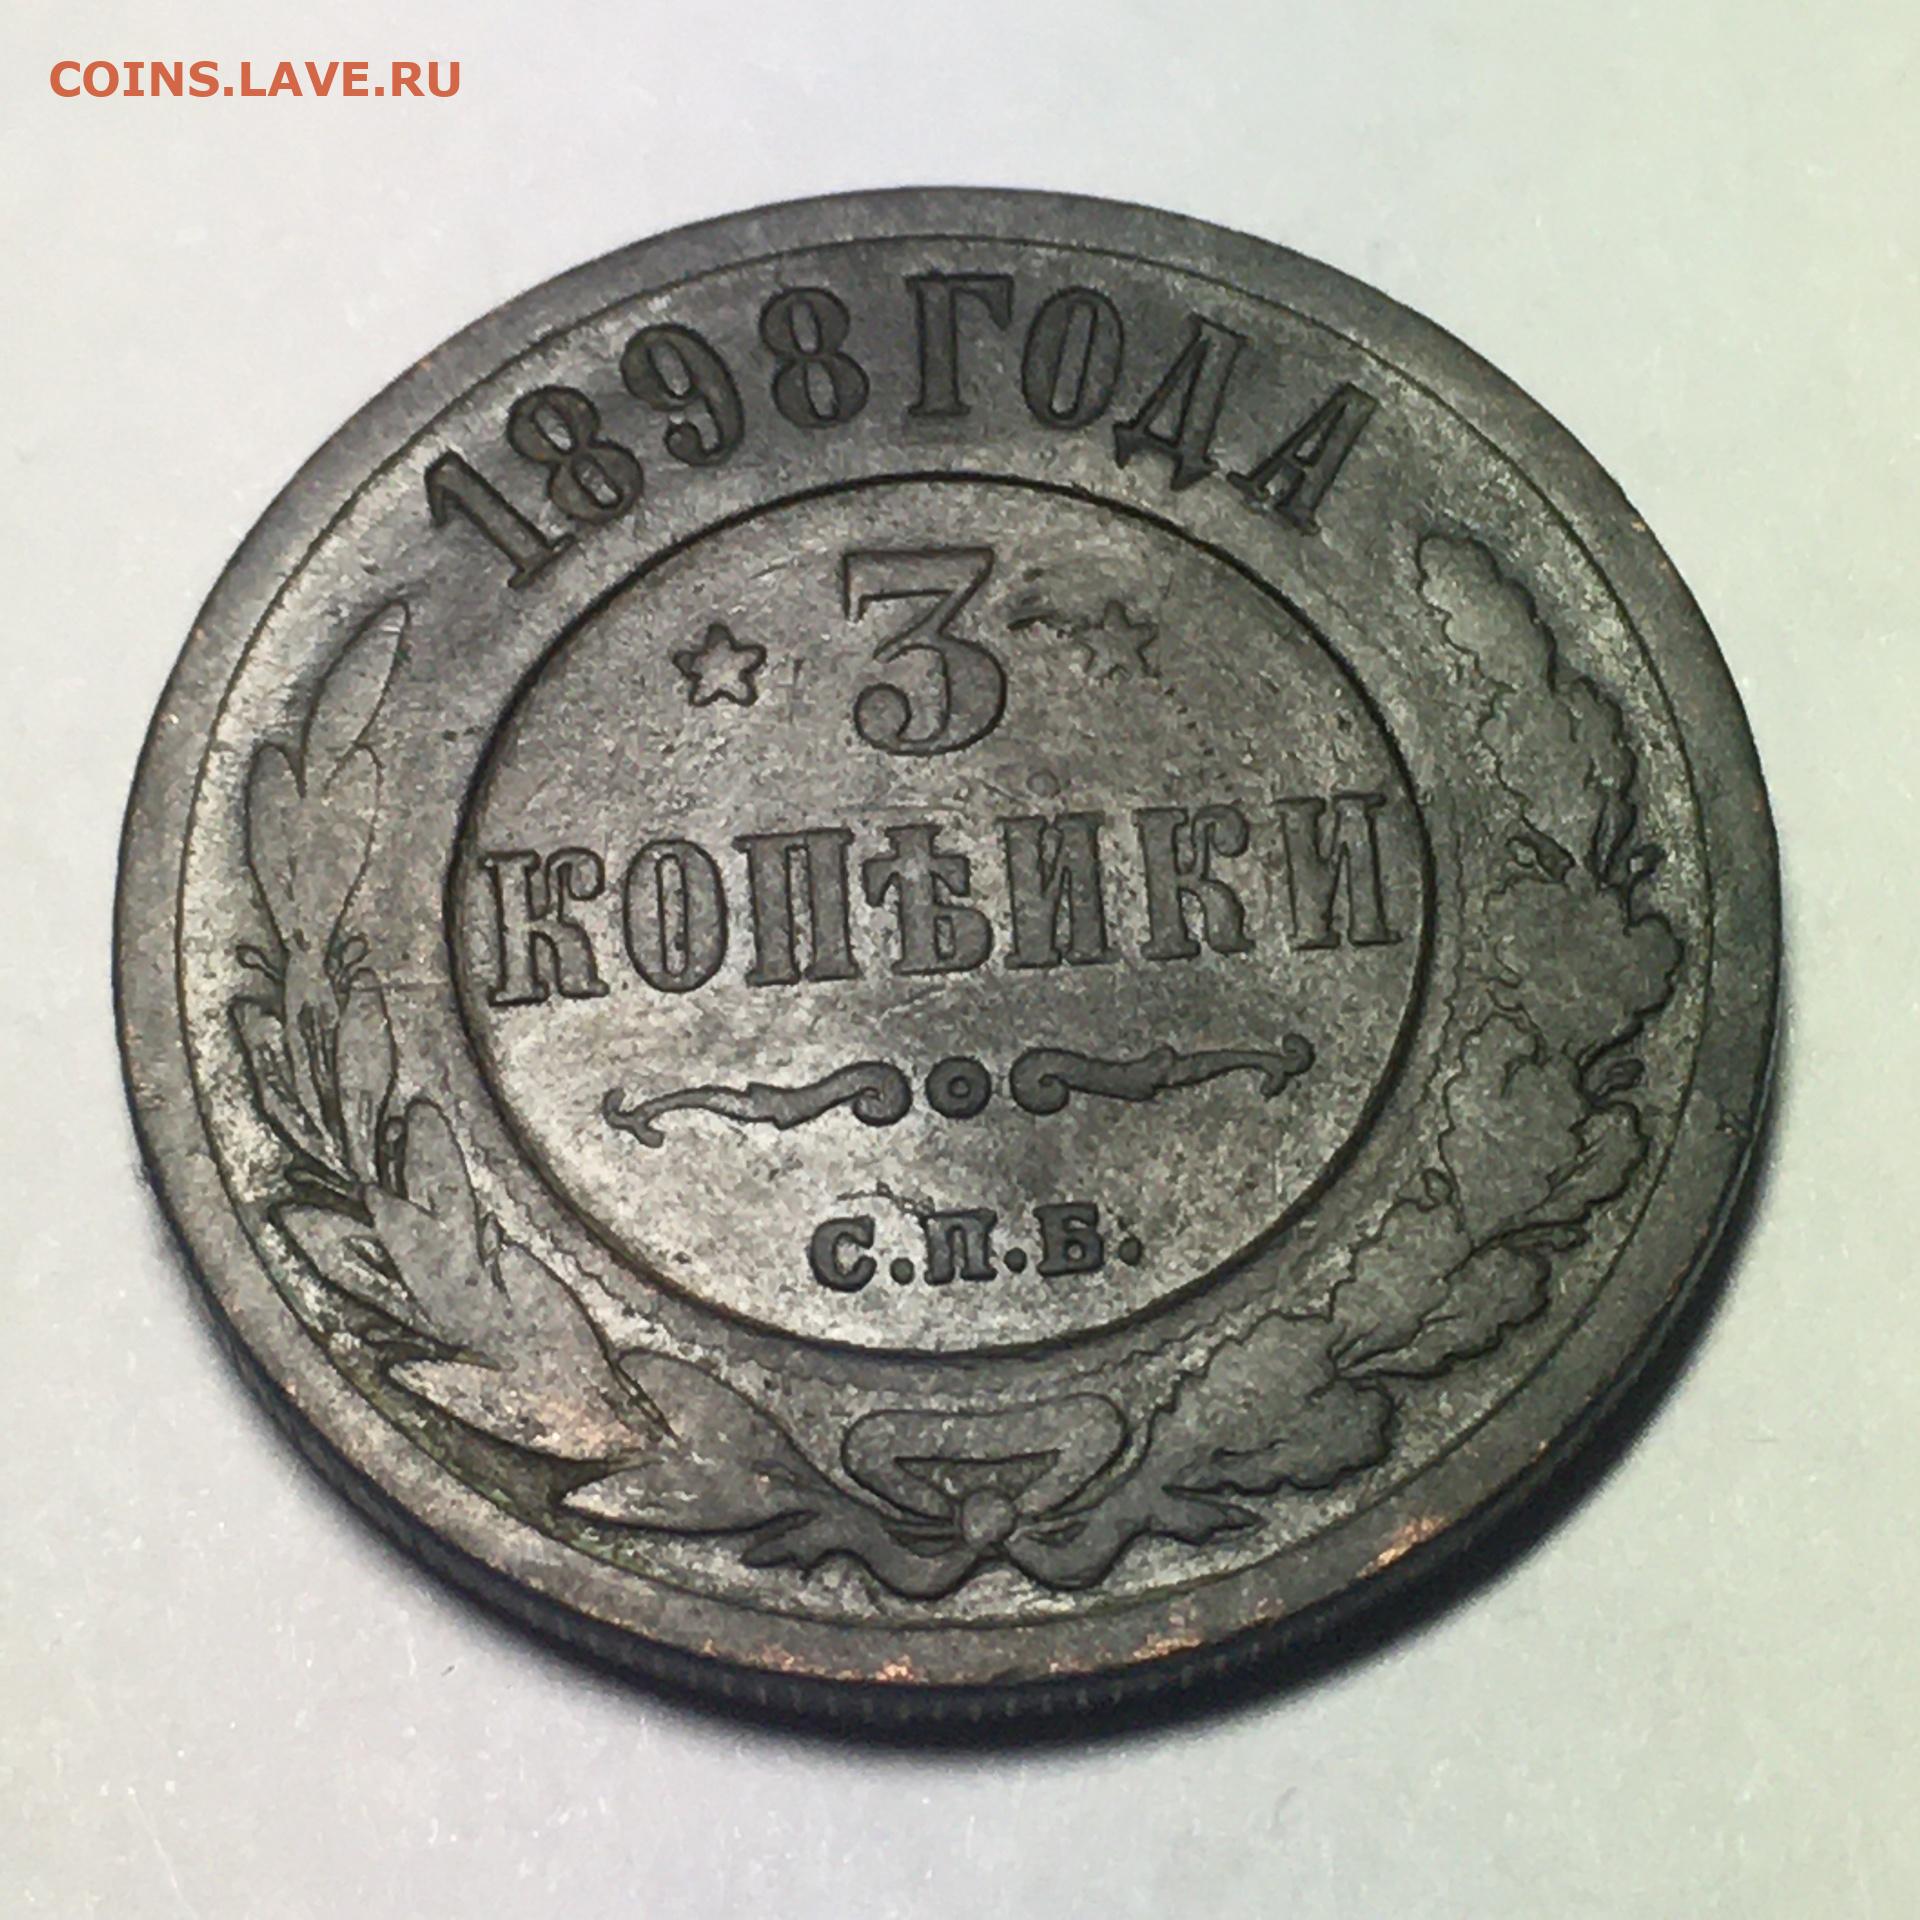 COINS.LAVE.RU
1898 ГОДА
3
КОПѢЙКИ
С.П.Б.